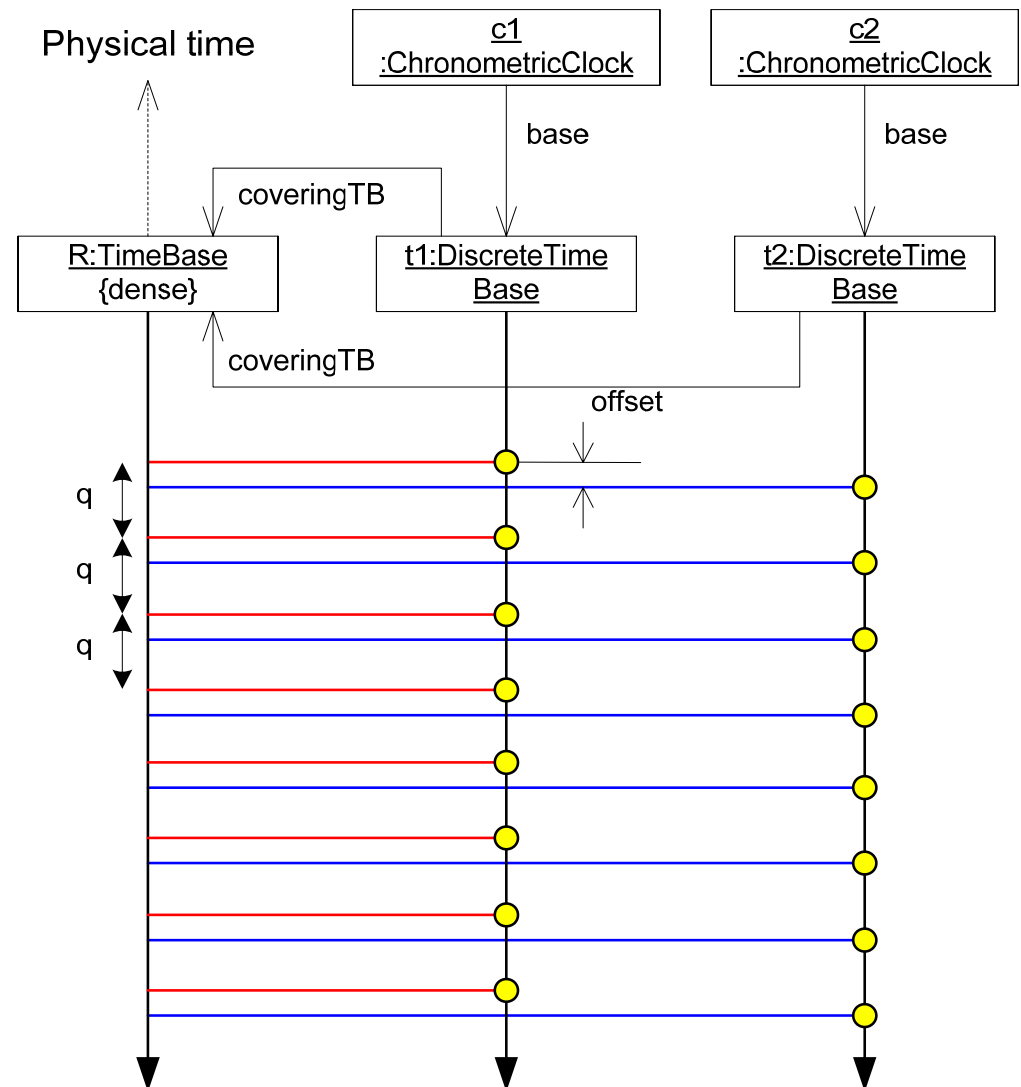 Physical time
c1
:ChronometricClock
c2
:ChronometricClock
base
base
coveringTB
R:TimeBase
{dense}
t1:DiscreteTime
Base
t2:DiscreteTime
Base
coveringTB
offset
q
q
q